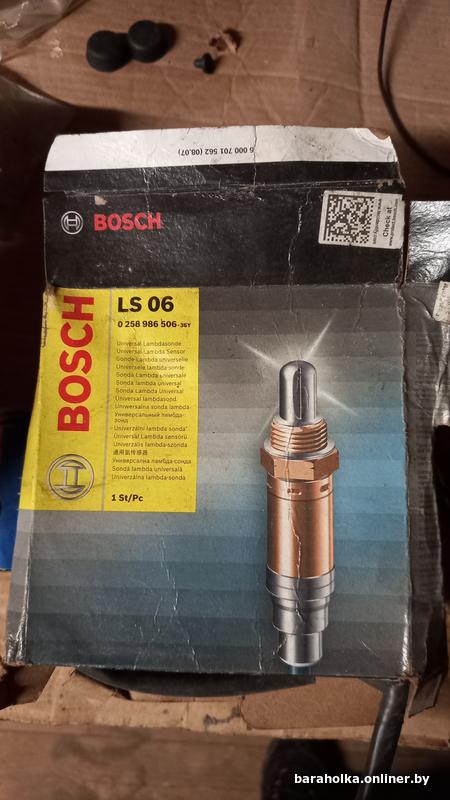 6 000 701 562 (08.07)
BOSCH
Check at
LS 06
0 258 986 506-36Y
BOSCH
Universal Lambdasonde
Universal Lambda Sensor
Sonde Lambda universelle
Universele lambda-sonde
Sonda Lambda universale
Sonda lambda universal
Sonda Lambda Universal
Universal lambdasond
Universalna sonda lambda
Универсальный лямбда-
зонд
Univerzální lambda sonda
Universal Lambda sensörü
Univerzális lambda-szonda
通用氧传感器
Универсална ламбда-сонда
Sondă lambda universală
Univerzálna lambda-sonda
1 St/Pc
baraholka.onliner.by